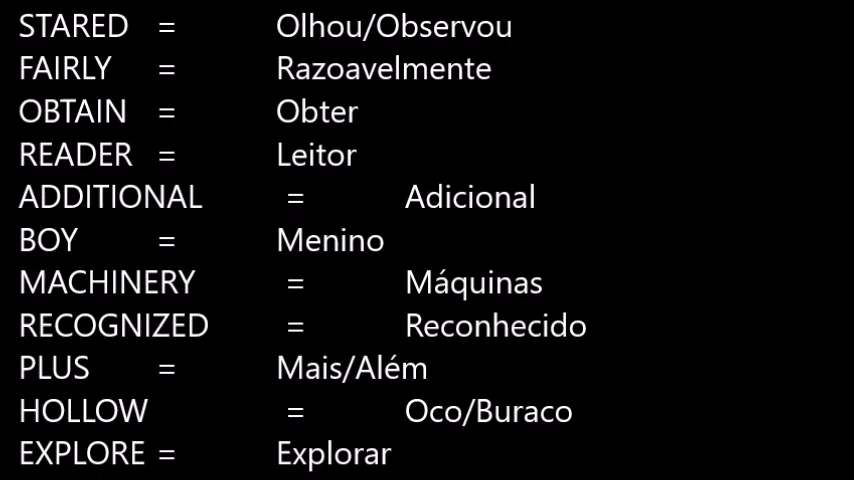 STARED = Olhou/Observou
FAIRLY = Razoavelmente
OBTAIN = Obter
READER = Leitor
ADDITIONAL = Adicional
BOY = Menino
MACHINERY = Máquinas
RECOGNIZED = Reconhecido
PLUS = Mais/Além
HOLLOW = Oco/Buraco
EXPLORE = Explorar